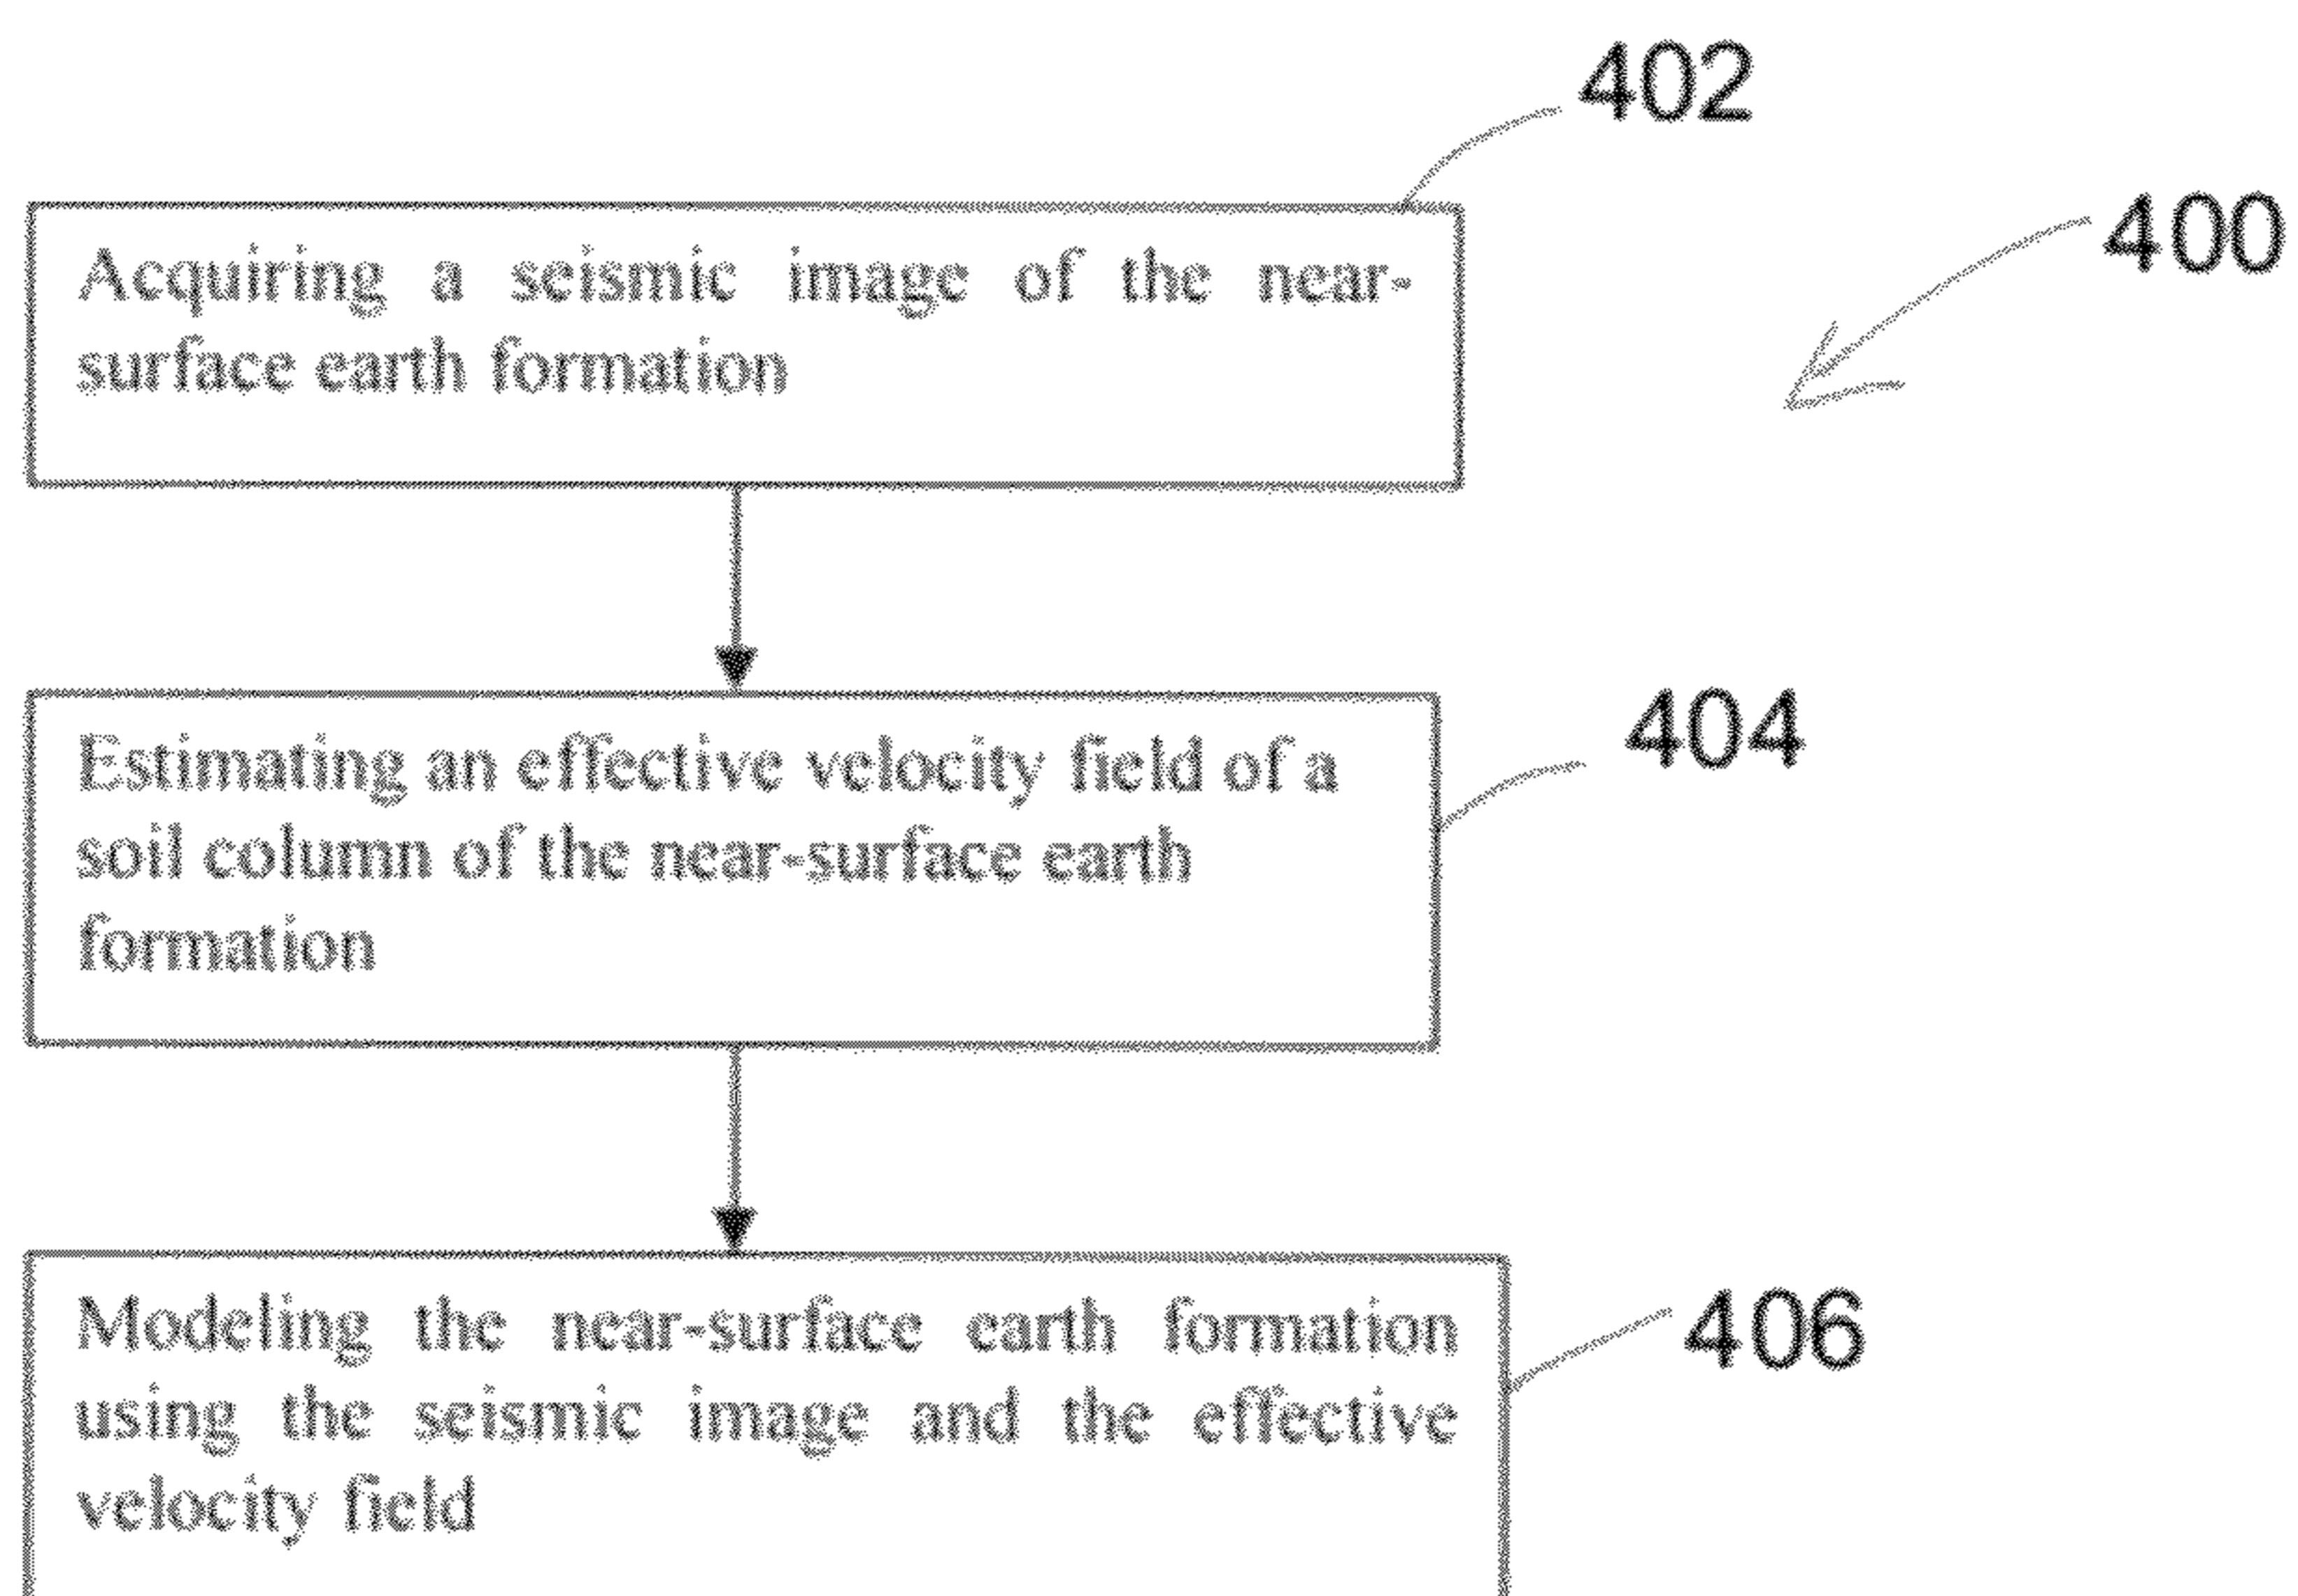 402
400
Acquiring a seismic image of the near-
surface earth formation
404
Estimating an effective velocity field of a
soil column of the near-surface earth
formation
406
Modeling the near-surface earth formation
using the seismic image and the effective
velocity field